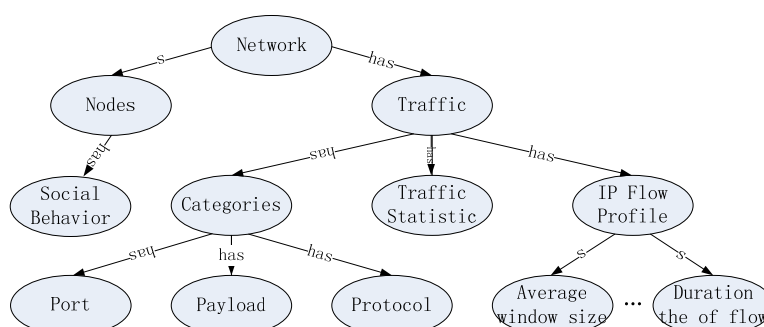 Network
s
has
Nodes
Traffic
has
has
has
has
Social
Behavior
Categories
Traffic
Statistic
IP Flow
Profile
has
has
has
s
s
Port
Payload
Protocol
Average
window size
...
Duration
the of flow